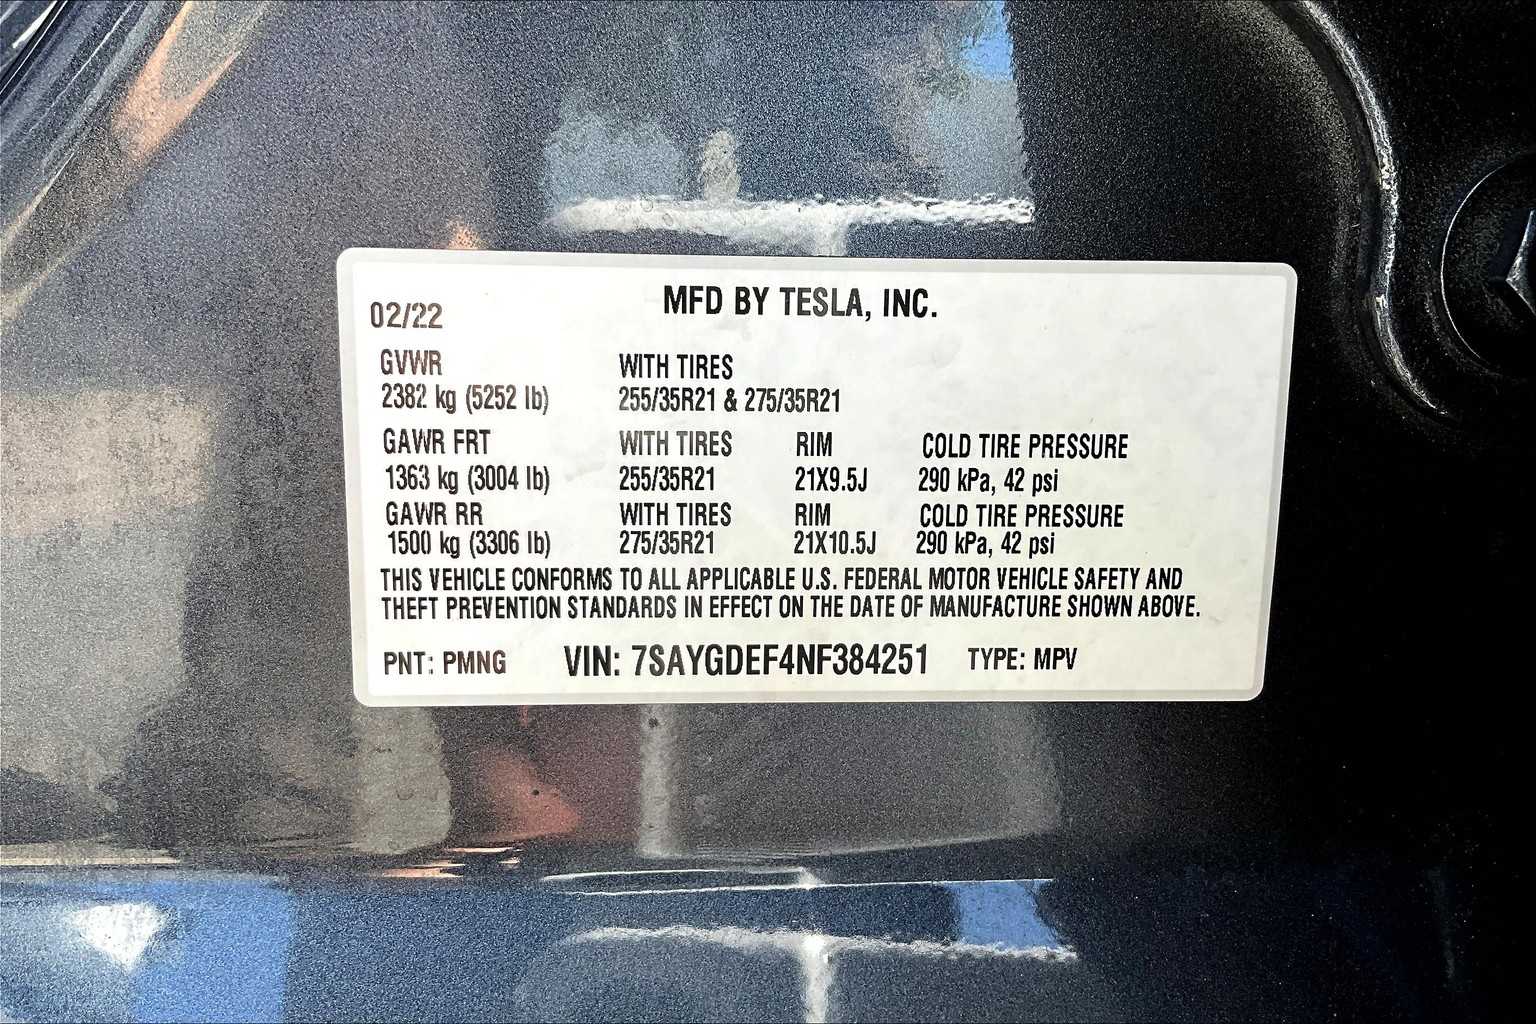 MFD BY TESLA, INC.
02/22
GVWR WITH TIRES
2382 kg (5252 lb) 255/35R21 & 275/35R21
GAWR FRT WITH TIRES RIM COLD TIRE PRESSURE
1363 kg (3004 lb) 255/35R21 21X9.5J 290 kPa, 42 psi
GAWR RR WITH TIRES RIM COLD TIRE PRESSURE
1500 kg (3306 lb) 275/35R21 21X10.5J 290 kPa, 42 psi
THIS VEHICLE CONFORMS TO ALL APPLICABLE U.S. FEDERAL MOTOR VEHICLE SAFETY AND
THEFT PREVENTION STANDARDS IN EFFECT ON THE DATE OF MANUFACTURE SHOWN ABOVE.
PNT: PMNG VIN: 7SAYGDEF4NF384251 TYPE: MPV